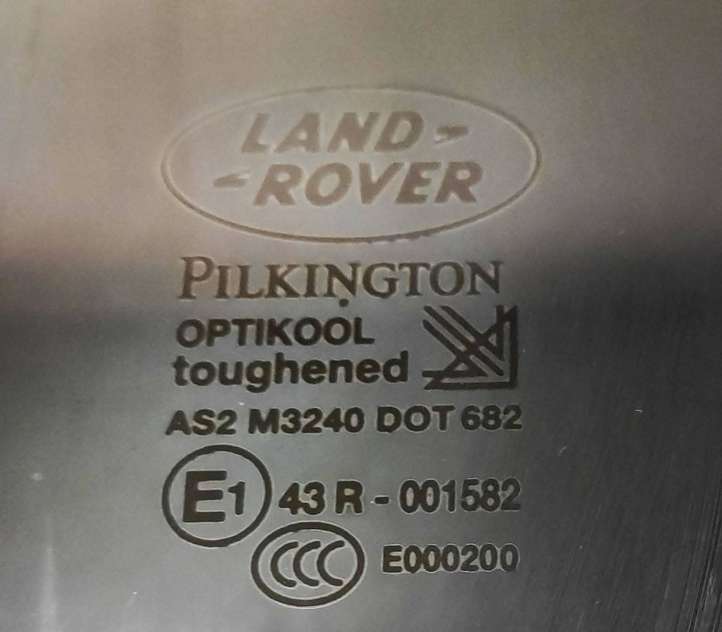 LAND-
-ROVER
PILKINGTON
OPTIKOOL
toughened
AS2 M3240 DOT 682
E1 43 R - 001582
CCC E000200